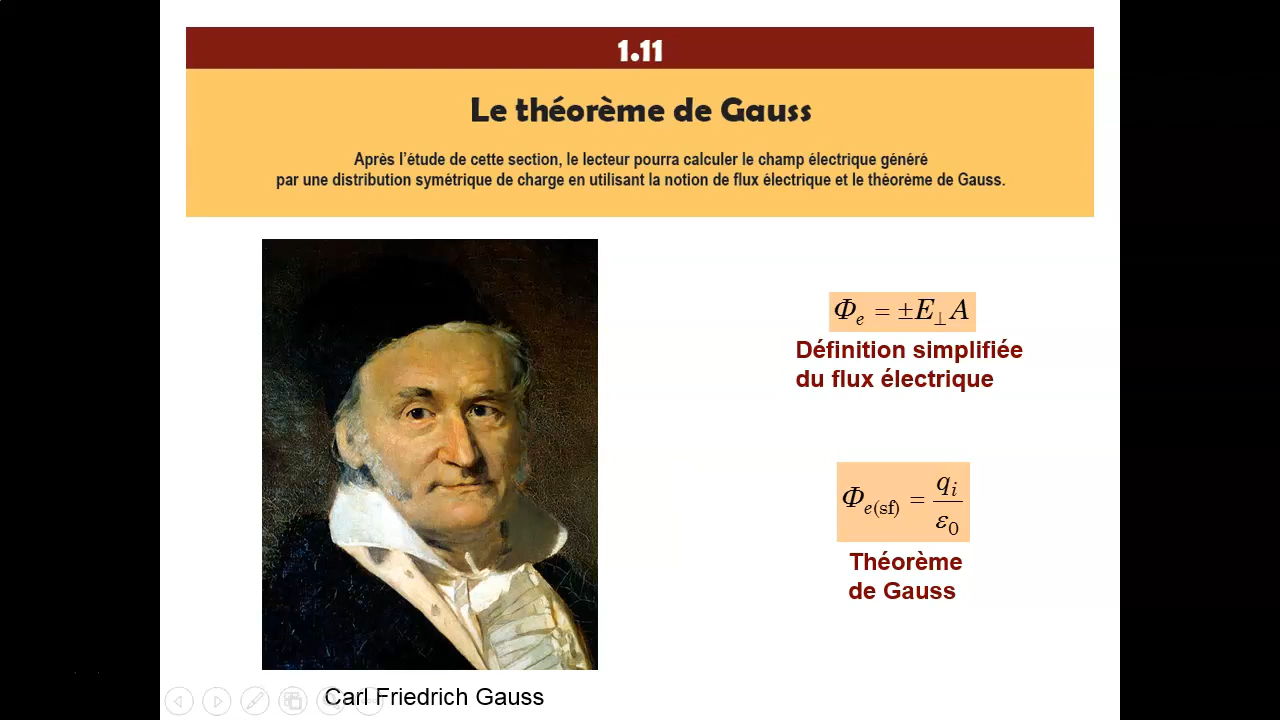 1.11
Le théorème de Gauss
Après l'étude de cette section, le lecteur pourra calculer le champ électrique généré
par une distribution symétrique de charge en utilisant la notion de flux électrique et le théorème de Gauss.
Φe = ±E⊥A
Définition simplifiée
du flux électrique
Φe(sf) = qi/ε0
Théorème
de Gauss
Carl Friedrich Gauss